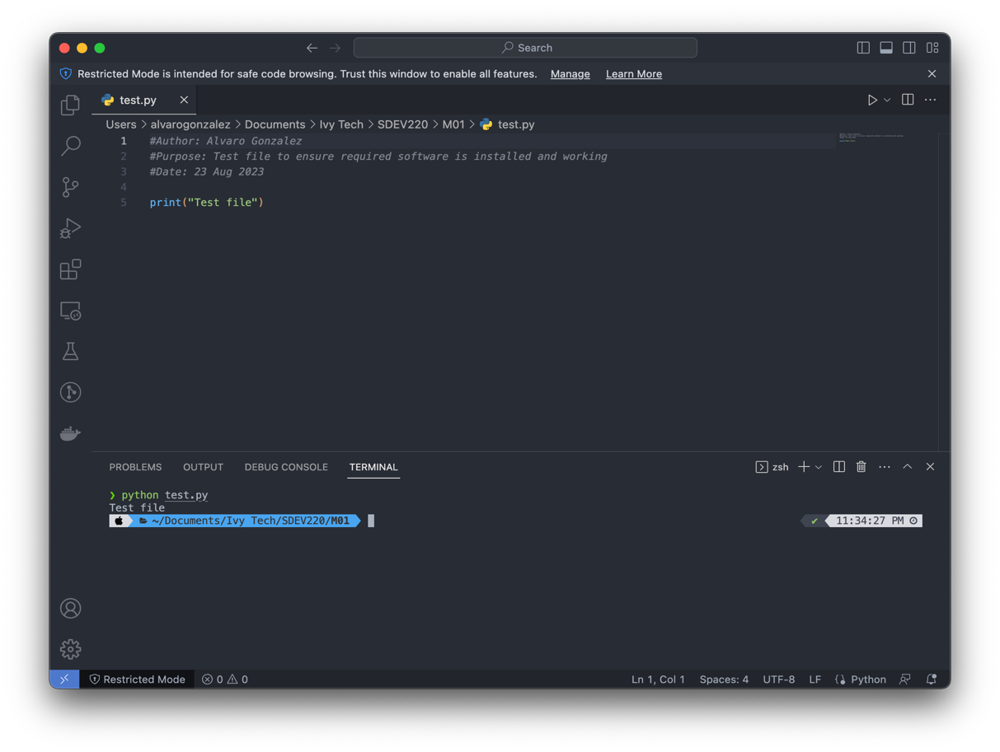 Search
Restricted Mode is intended for safe code browsing. Trust this window to enable all features. Manage Learn More
test.py
Users > alvarogonzalez > Documents > Ivy Tech > SDEV220 > M01 > test.py
1 #Author: Alvaro Gonzalez
2 #Purpose: Test file to ensure required software is installed and working
3 #Date: 23 Aug 2023
4
5 print("Test file")
PROBLEMS OUTPUT DEBUG CONSOLE TERMINAL zsh
❯ python test.py
Test file
~/Documents/Ivy Tech/SDEV220/M01 ✔ 11:34:27 PM
Restricted Mode 0 0 Ln 1, Col 1 Spaces: 4 UTF-8 LF Python